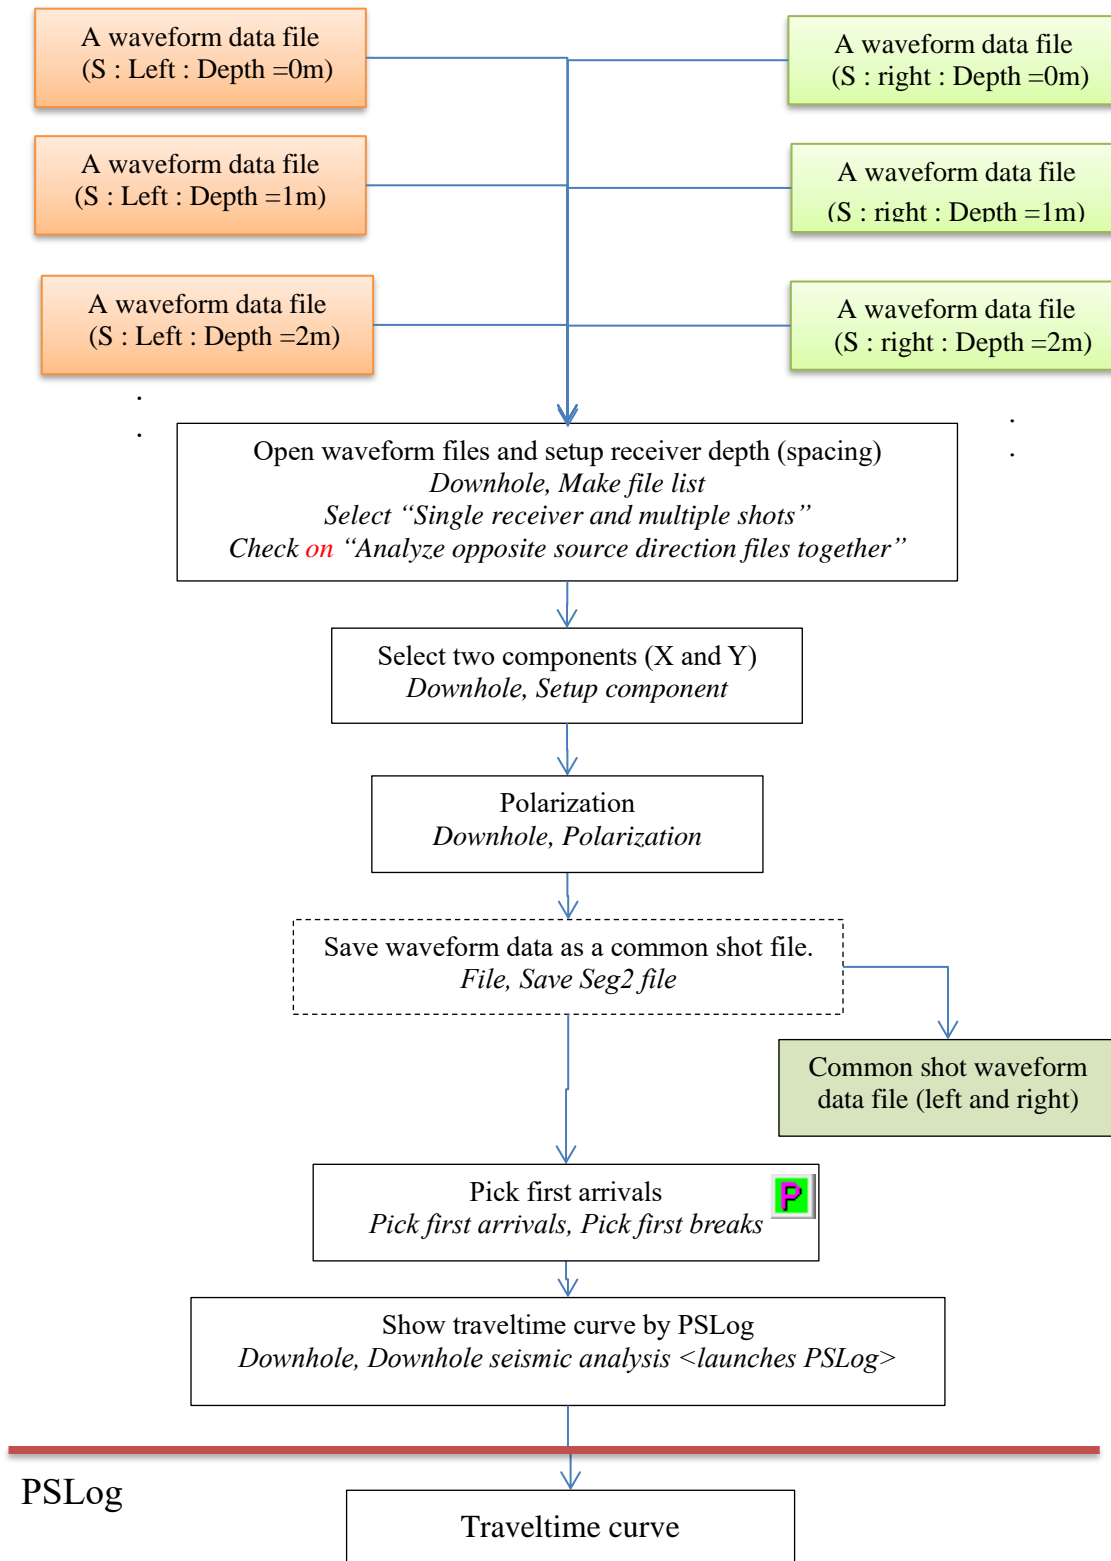 A waveform data file
(S : Left : Depth =0m)
A waveform data file
(S : right : Depth =0m)
A waveform data file
(S : Left : Depth =1m)
A waveform data file
(S : right : Depth =1m)
A waveform data file
(S : Left : Depth =2m)
A waveform data file
(S : right : Depth =2m)
.
.
.
.
Open waveform files and setup receiver depth (spacing)
Downhole, Make file list
Select “Single receiver and multiple shots”
Check on “Analyze opposite source direction files together”
Select two components (X and Y)
Downhole, Setup component
Polarization
Downhole, Polarization
Save waveform data as a common shot file.
File, Save Seg2 file
Common shot waveform
data file (left and right)
Pick first arrivals
Pick first arrivals, Pick first breaks
P
Show traveltime curve by PSLog
Downhole, Downhole seismic analysis <launches PSLog>
PSLog
Traveltime curve